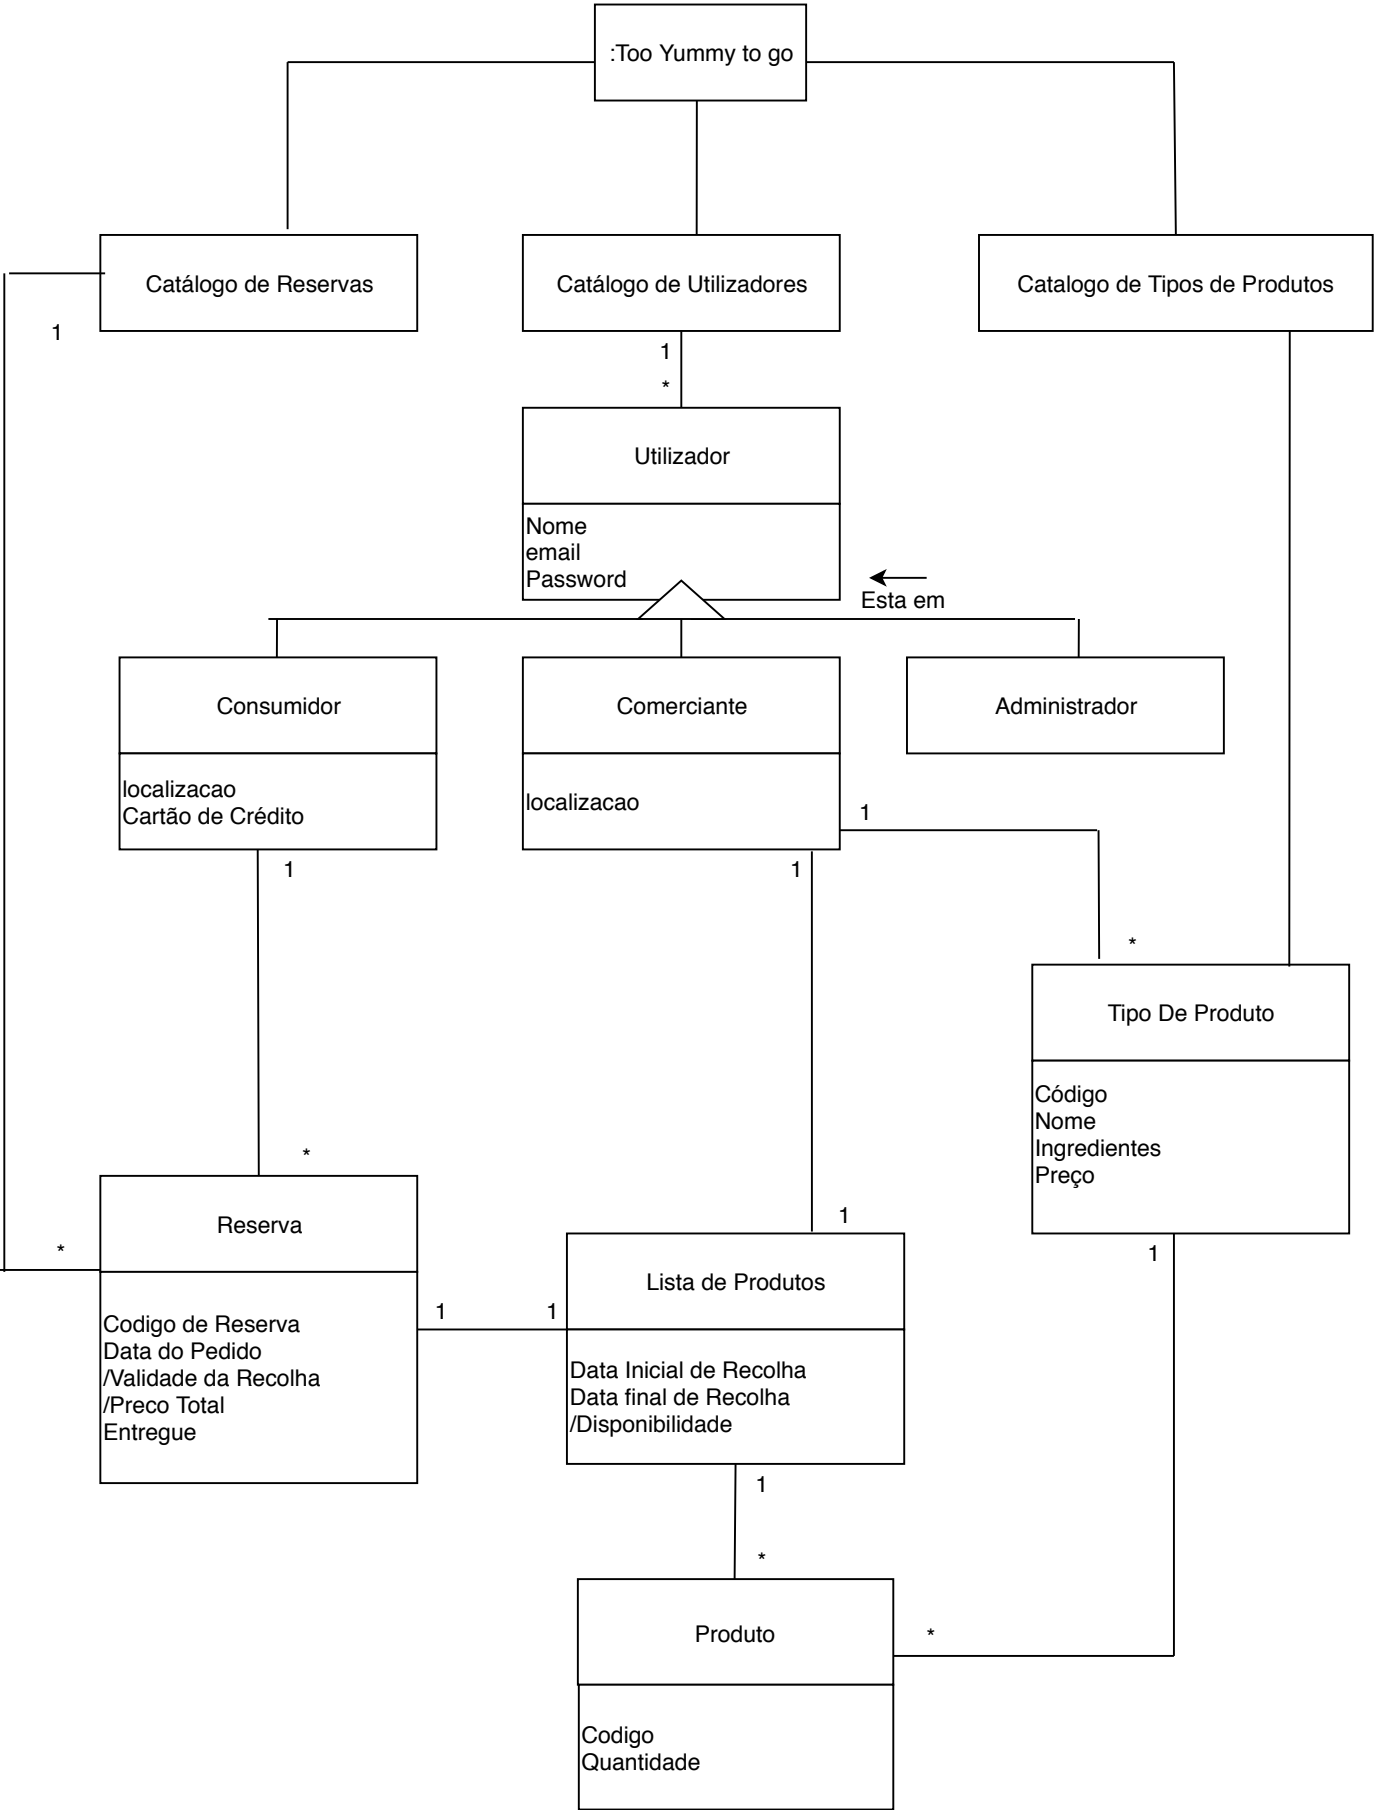 :Too Yummy to go
Catálogo de Reservas
Catálogo de Utilizadores
Catalogo de Tipos de Produtos
1
1
*
Utilizador
Nome
email
Password
Esta em
Consumidor
Comerciante
Administrador
localizacao
Cartão de Crédito
localizacao
1
1
1
*
Tipo De Produto
Código
Nome
Ingredientes
Preço
*
1
1
Reserva
*
Lista de Produtos
1
1
Codigo de Reserva
Data do Pedido
/Validade da Recolha
/Preco Total
Entregue
Data Inicial de Recolha
Data final de Recolha
/Disponibilidade
1
*
Produto
*
Codigo
Quantidade